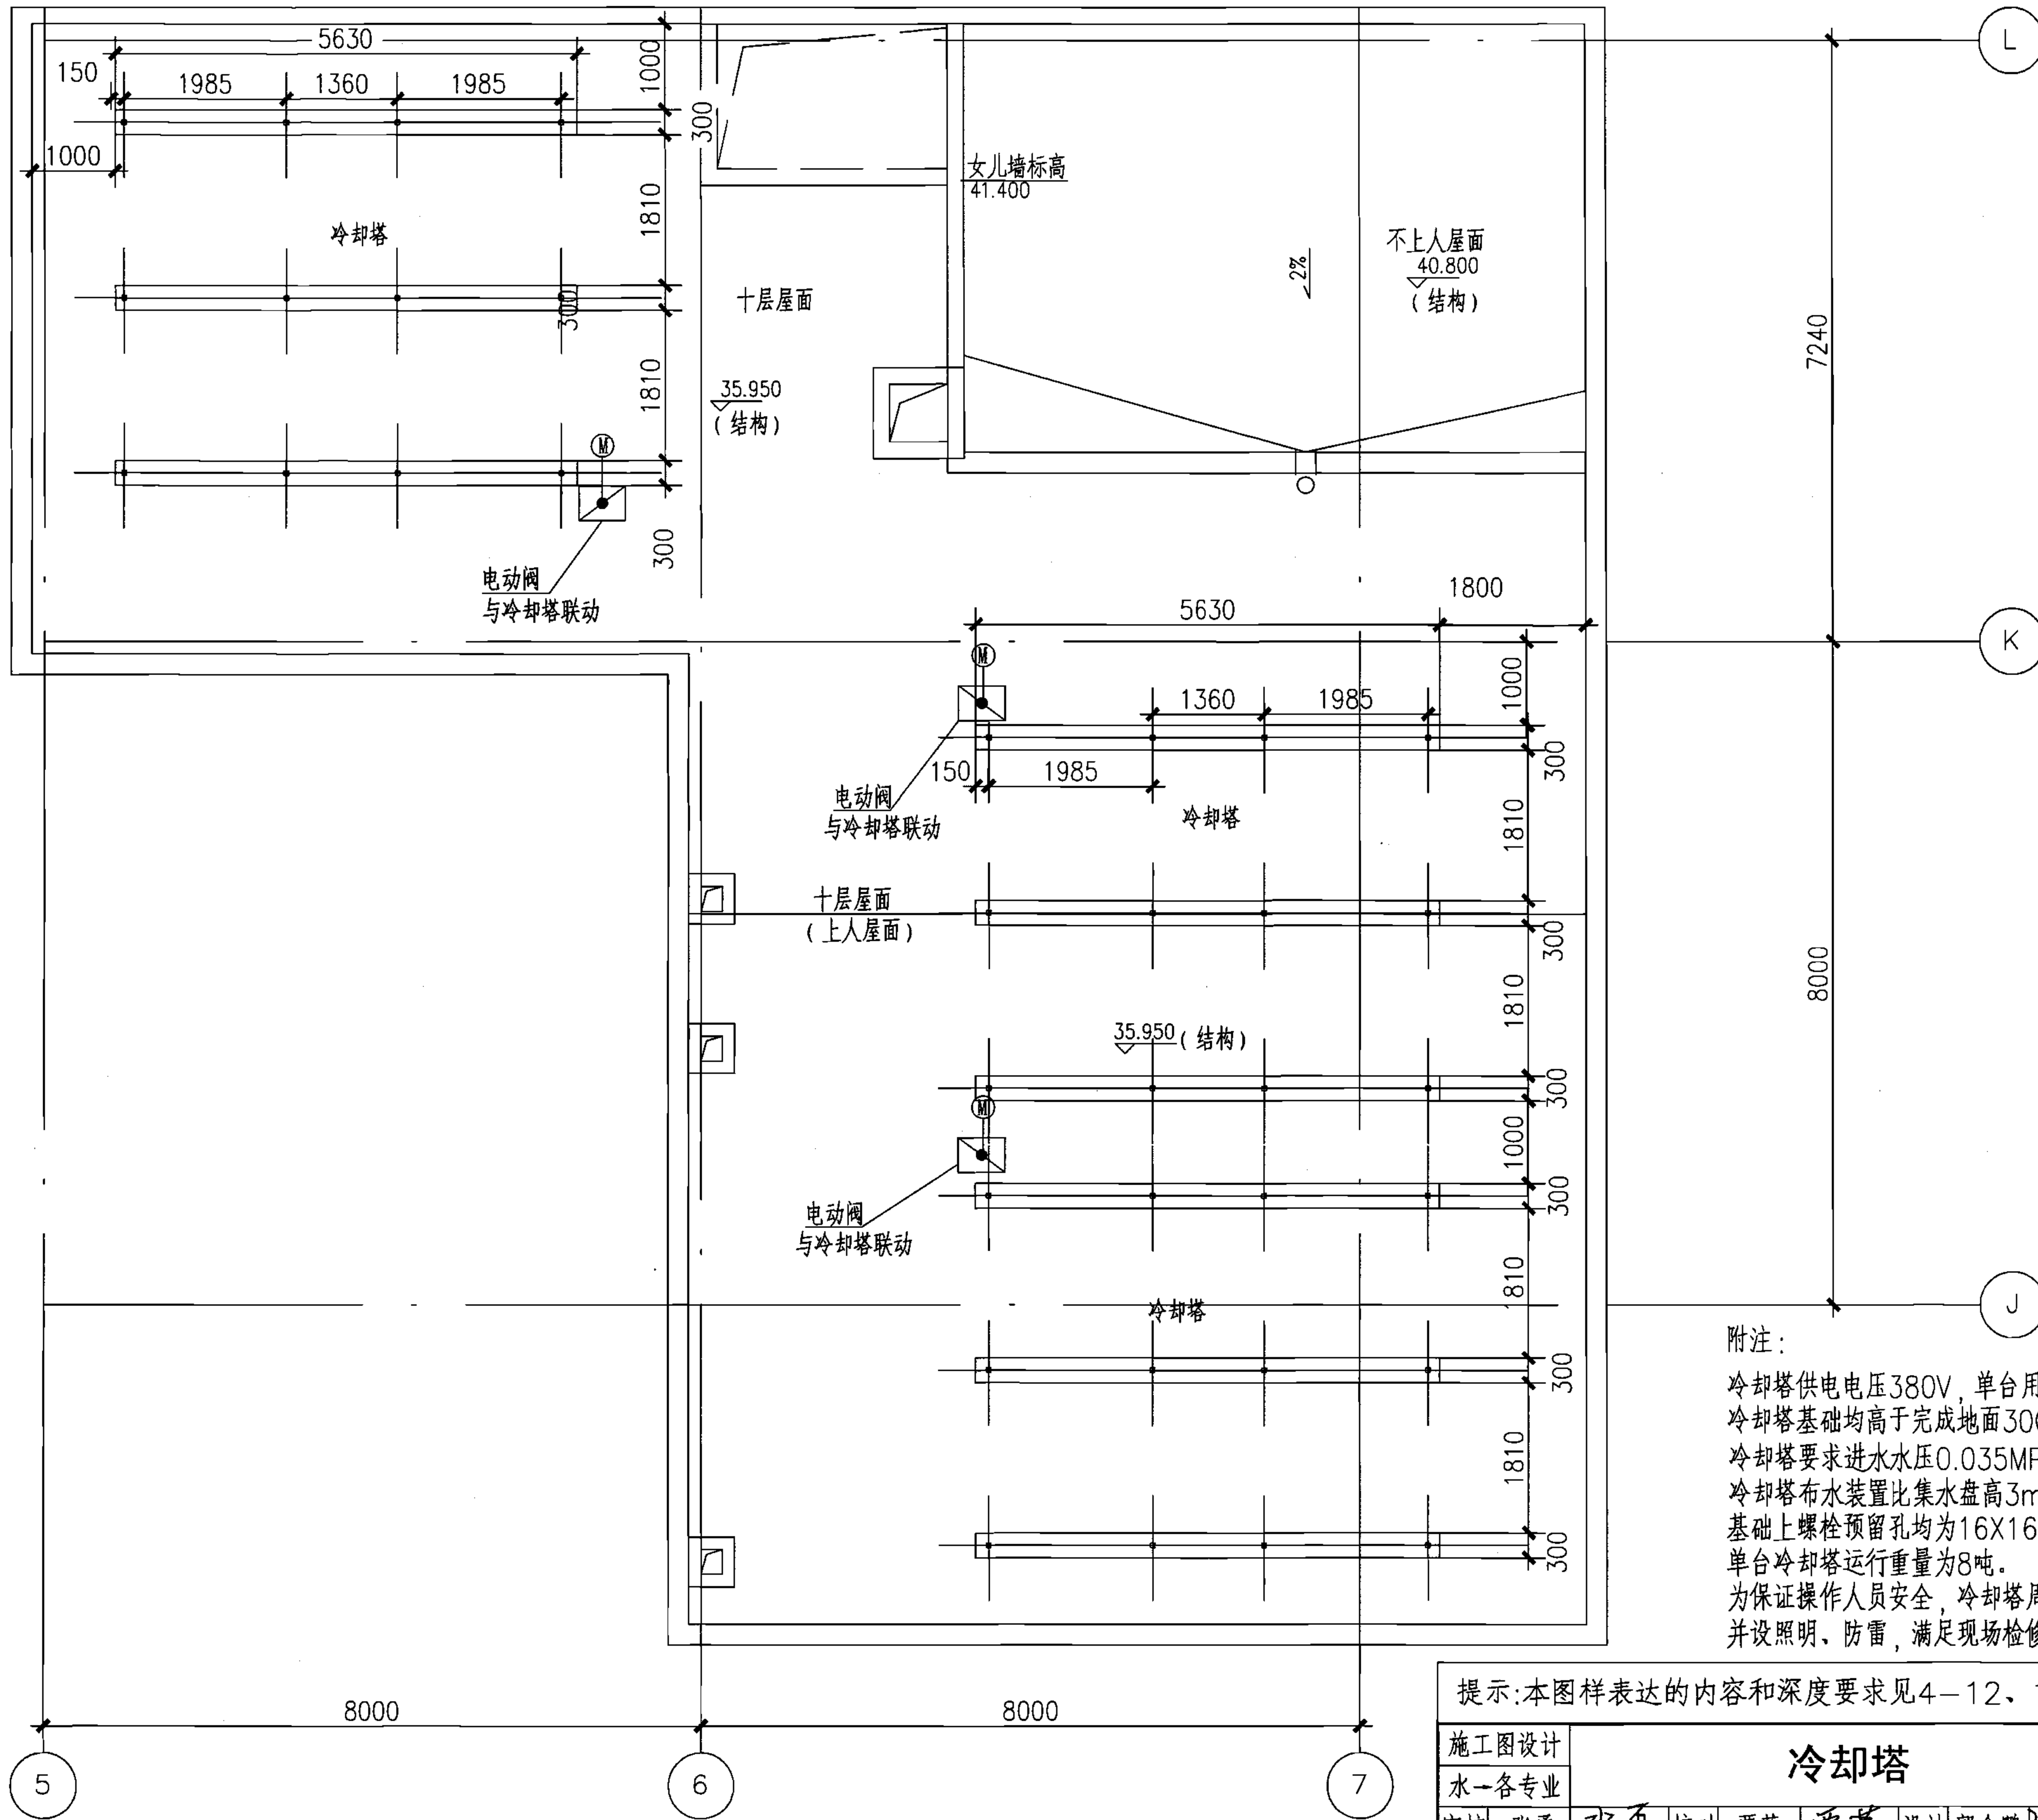 L
5630
150
1985
1360
1985
1000
300
1000
女儿墙标高
41.400
冷却塔
1810
不上人屋面
40.800
(结构)
2%
十层屋面
300
7240
35.950
(结构)
1810
M
300
电动阀
与冷却塔联动
1800
5630
K
M
1000
1360
1985
300
150
1985
电动阀
与冷却塔联动
冷却塔
1810
十层屋面
(上人屋面)
300
8000
1810
35.950(结构)
300
M
1000
300
电动阀
与冷却塔联动
1810
冷却塔
J
300
1810
300
附注:
冷却塔供电电压380V,单台用
冷却塔基础均高于完成地面30
冷却塔要求进水水压0.035MP
冷却塔布水装置比集水盘高3m
基础上螺栓预留孔均为16X16
单台冷却塔运行重量为8吨。
为保证操作人员安全,冷却塔周
并设照明、防雷,满足现场检修
提示:本图样表达的内容和深度要求见4-12、
8000
8000
施工图设计
水→各专业
冷却塔
5
6
7